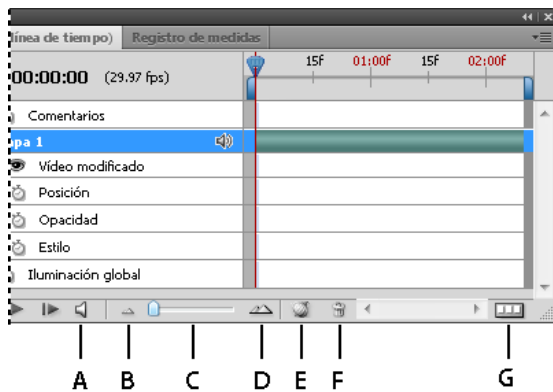 línea de tiempo) Registro de medidas
00:00:00 (29.97 fps) 15f 01:00f 15f 02:00f
Comentarios
pa 1
Vídeo modificado
Posición
Opacidad
Estilo
Iluminación global
A B C D E F G